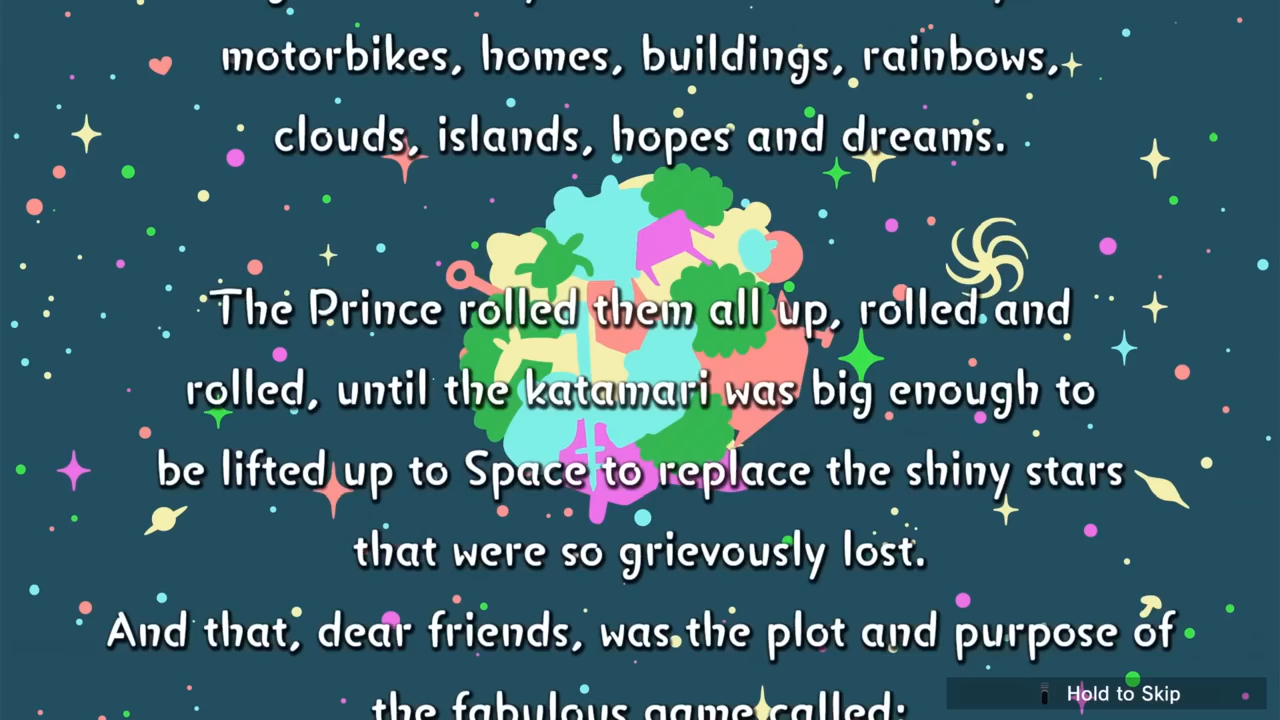 motorbikes, homes, buildings, rainbows,
clouds, islands, hopes and dreams.
The Prince rolled them all up, rolled and
rolled, until the katamari was big enough to
be lifted up to Space to replace the shiny stars
that were so grievously lost.
And that, dear friends, was the plot and purpose of
the fabulous game called:
Hold to Skip